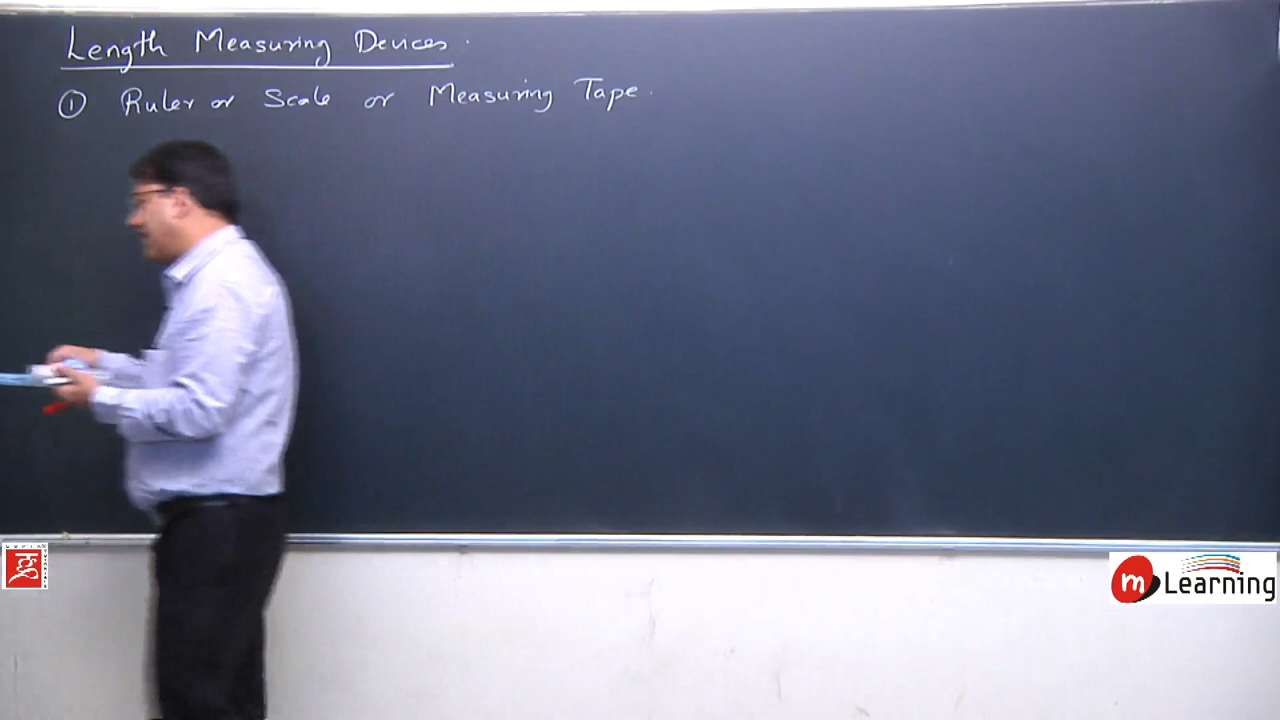 Length Measuring Devices.
① Ruler or Scale or Measuring Tape.
m Learning